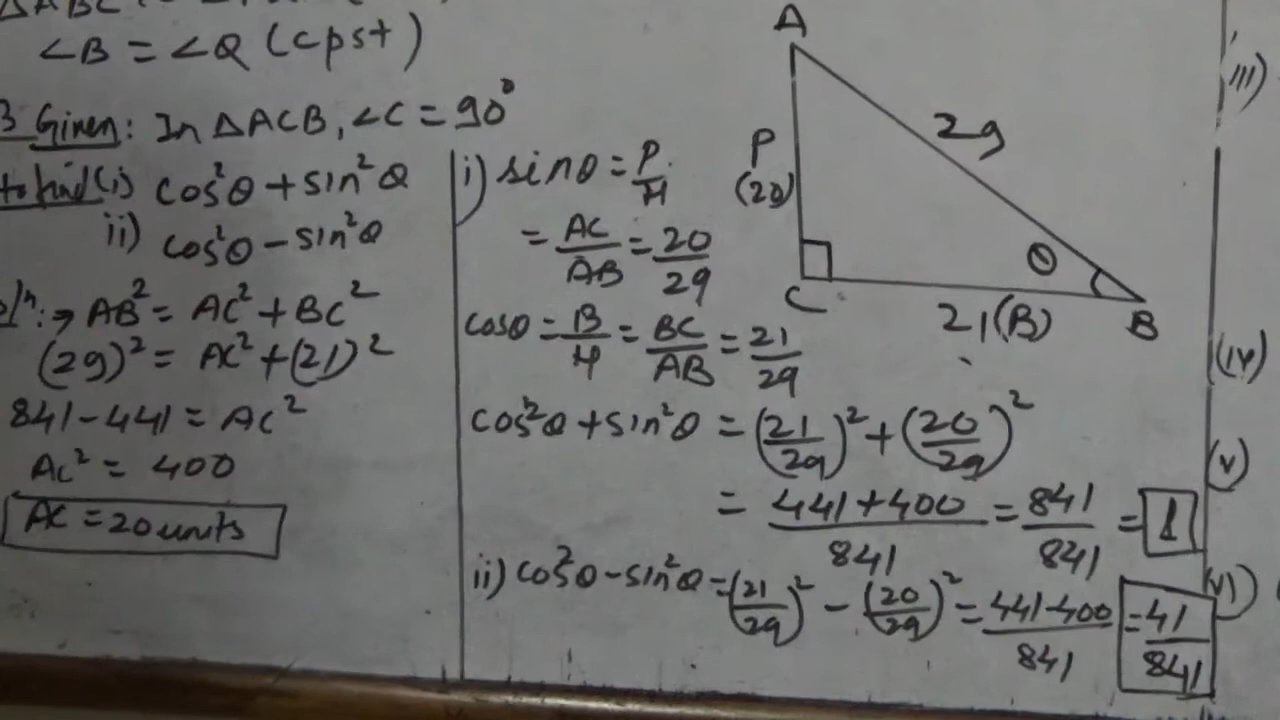 ∠B = ∠Q (cpst)
3 Given: In ΔACB, ∠C = 90°
to find (i) cos²θ + sin²θ
ii) cos²θ - sin²θ
AB² = AC² + BC²
(29)² = AC² + (21)²
841 - 441 = AC²
AC² = 400
AC = 20 units
i) sinθ = P/H
= AC/AB = 20/29
cosθ = B/H = BC/AB = 21/29
cos²θ + sin²θ = (21/29)² + (20/29)²
= 441 + 400/841 = 841/841 = 1
ii) cos²θ - sin²θ = (21/29)² - (20/29)² = 441 - 400/841 = 41/841
A
P
(20)
29
θ
C
21(B)
B
iii)
(iv)
(v)
vi)